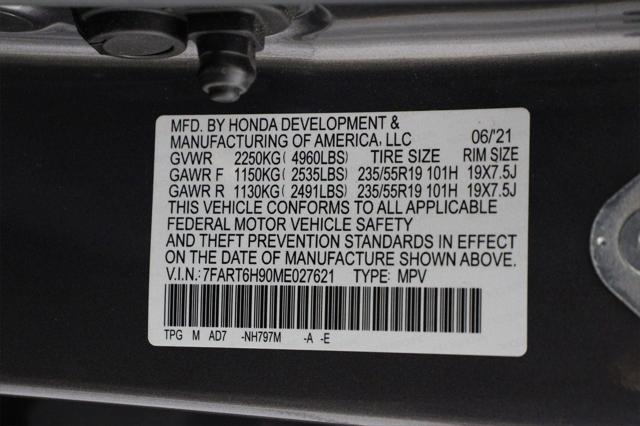 MFD. BY HONDA DEVELOPMENT &
MANUFACTURING OF AMERICA, LLC 06/'21
GVWR 2250KG( 4960LBS) TIRE SIZE RIM SIZE
GAWR F 1150KG( 2535LBS) 235/55R19 101H 19X7.5J
GAWR R 1130KG( 2491LBS) 235/55R19 101H 19X7.5J
THIS VEHICLE CONFORMS TO ALL APPLICABLE
FEDERAL MOTOR VEHICLE SAFETY
AND THEFT PREVENTION STANDARDS IN EFFECT
ON THE DATE OF MANUFACTURE SHOWN ABOVE.
V.I.N.: 7FART6H90ME027621 TYPE: MPV
TPG M AD7 -NH797M -A -E